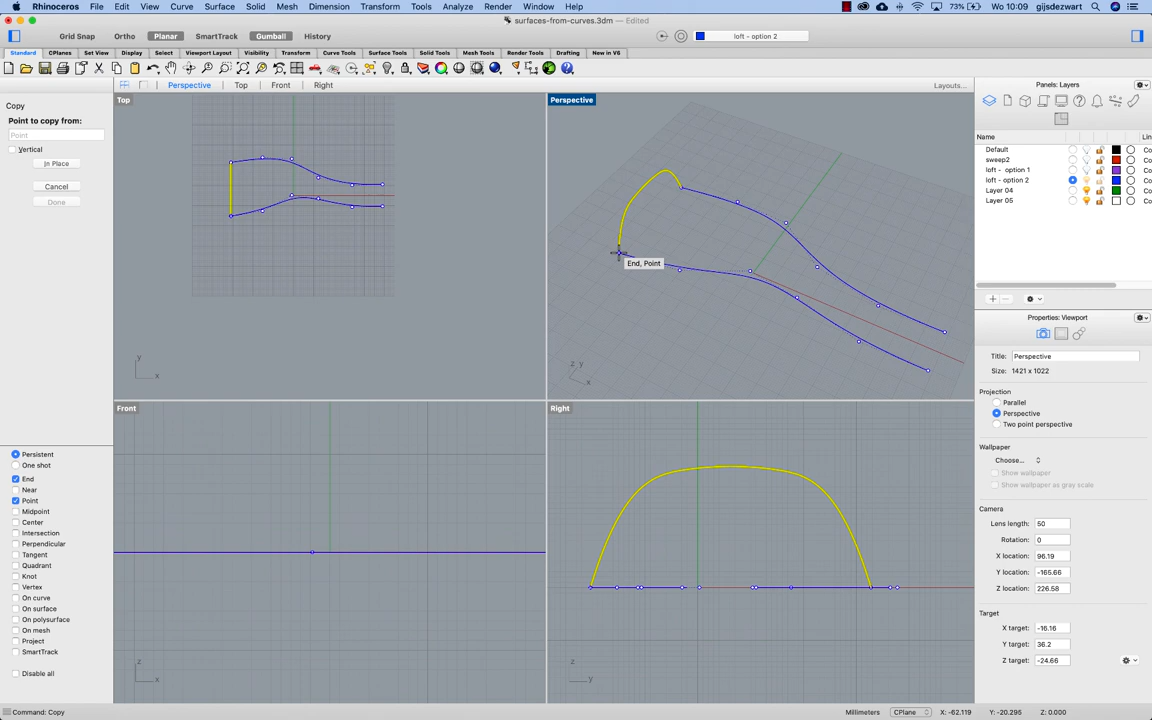 Rhinoceros File Edit View Curve Surface Solid Mesh Dimension Transform Tools Analyze Render Window Help 73% Wo 10:09 gijsdezwart
surfaces-from-curves.3dm — Edited
Grid Snap Ortho Planar SmartTrack Gumball History loft - option 2
Standard CPlanes Set View Display Select Viewport Layout Visibility Transform Curve Tools Surface Tools Solid Tools Mesh Tools Render Tools Drafting New in V6
Perspective Top Front Right Layouts...
Copy
Point to copy from:
Point
Vertical
In Place
Cancel
Done
Persistent
One shot
End
Near
Point
Midpoint
Center
Intersection
Perpendicular
Tangent
Quadrant
Knot
Vertex
On curve
On surface
On polysurface
On mesh
Project
SmartTrack
Disable all
Top
y
x
Perspective
End, Point
z y
x
Front
z
x
Right
z
y
Panels: Layers
Name Lin
Default Co
sweep2 Co
loft - option 1 Co
loft - option 2 Co
Layer 04 Co
Layer 05 Co
Properties: Viewport
Title: Perspective
Size: 1421 x 1022
Projection
Parallel
Perspective
Two point perspective
Wallpaper
Choose...
Show wallpaper
Show wallpaper as gray scale
Camera
Lens length: 50
Rotation: 0
X location: 96.19
Y location: -165.66
Z location: 226.58
Target
X target: -16.16
Y target: 36.2
Z target: -24.66
Command: Copy Millimeters CPlane X: -62.119 Y: -20.295 Z: 0.000